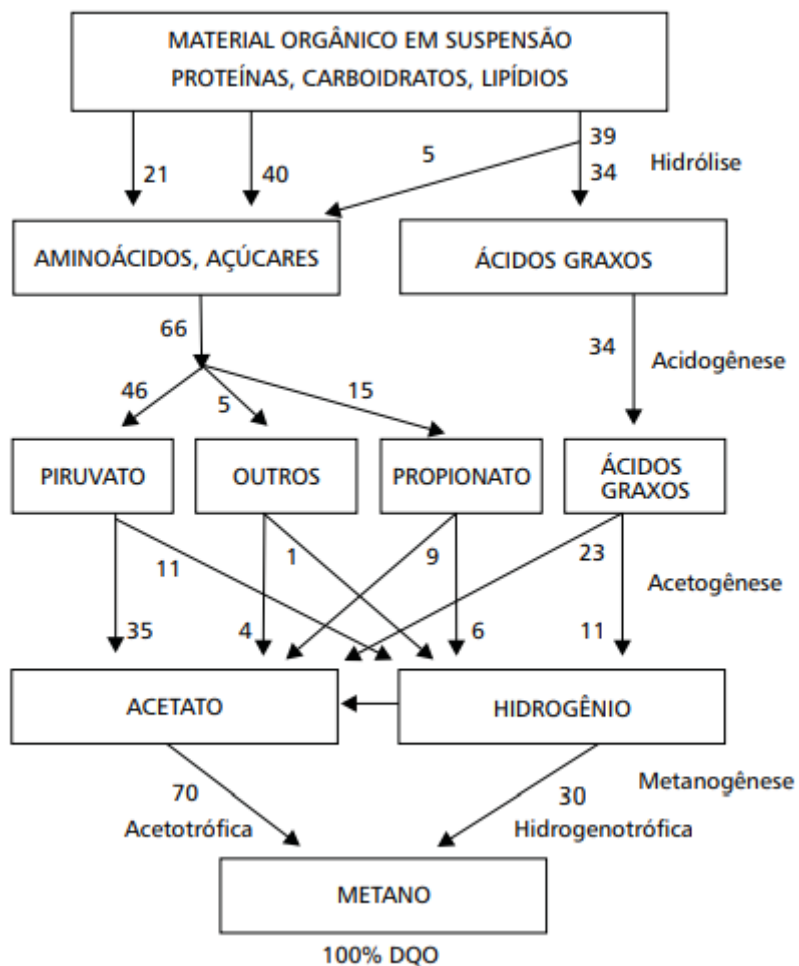 MATERIAL ORGÂNICO EM SUSPENSÃO
PROTEÍNAS, CARBOIDRATOS, LIPÍDIOS
21
40
5
39
34
Hidrólise
AMINOÁCIDOS, AÇÚCARES
ÁCIDOS GRAXOS
66
34
Acidogênese
46
5
15
PIRUVATO
OUTROS
PROPIONATO
ÁCIDOS
GRAXOS
11
1
9
23
Acetogênese
35
4
6
11
ACETATO
HIDROGÊNIO
70
Acetotrófica
30
Metanogênese
Hidrogenotrófica
METANO
100% DQO